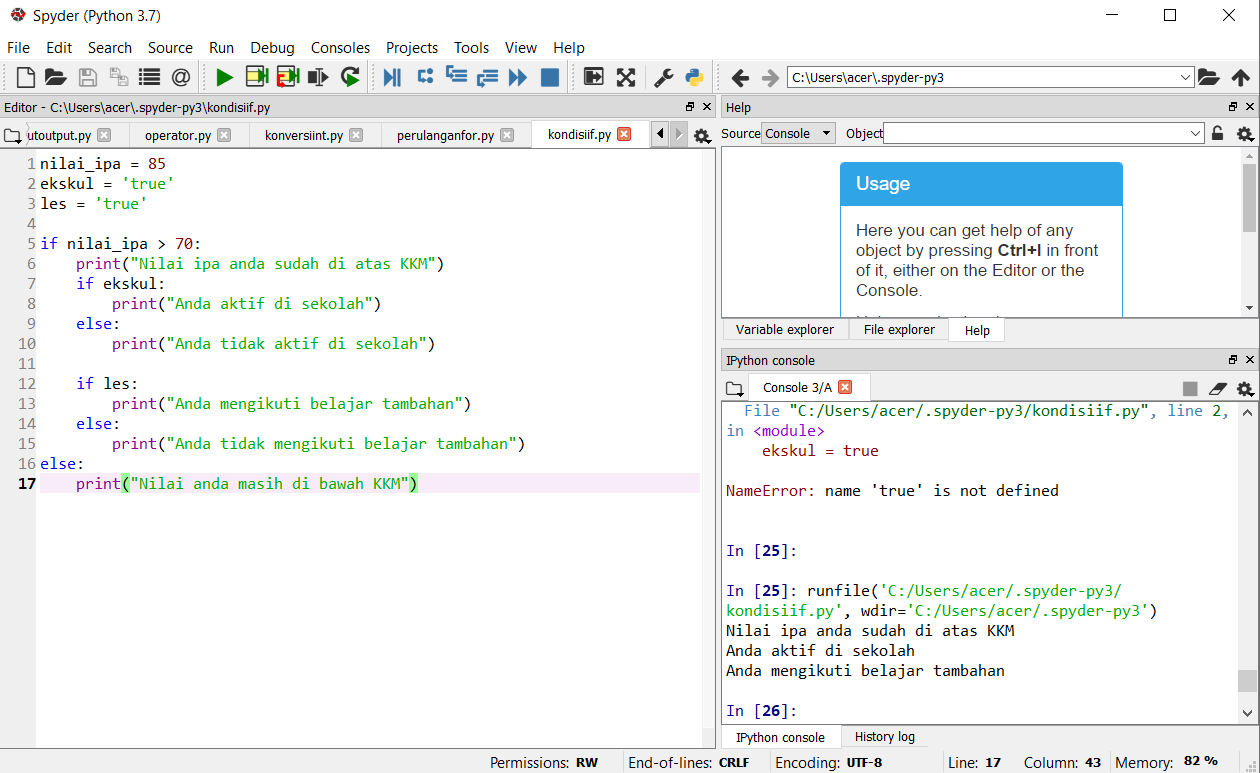 Spyder (Python 3.7)
File Edit Search Source Run Debug Consoles Projects Tools View Help
C:\Users\acer\.spyder-py3
Editor - C:\Users\acer\.spyder-py3\kondisiif.py
utoutput.py operator.py konversiint.py perulanganfor.py kondisiif.py
1 nilai_ipa = 85
2 ekskul = 'true'
3 les = 'true'
4
5 if nilai_ipa > 70:
6     print("Nilai ipa anda sudah di atas KKM")
7     if ekskul:
8         print("Anda aktif di sekolah")
9     else:
10         print("Anda tidak aktif di sekolah")
11
12     if les:
13         print("Anda mengikuti belajar tambahan")
14     else:
15         print("Anda tidak mengikuti belajar tambahan")
16 else:
17     print("Nilai anda masih di bawah KKM")
Help
Source Console Object
Usage
Here you can get help of any
object by pressing Ctrl+I in front
of it, either on the Editor or the
Console.
Variable explorer File explorer Help
IPython console
Console 3/A
File "C:/Users/acer/.spyder-py3/kondisiif.py", line 2,
in <module>
    ekskul = true
NameError: name 'true' is not defined
In [25]:
In [25]: runfile('C:/Users/acer/.spyder-py3/
kondisiif.py', wdir='C:/Users/acer/.spyder-py3')
Nilai ipa anda sudah di atas KKM
Anda aktif di sekolah
Anda mengikuti belajar tambahan
In [26]:
IPython console History log
Permissions: RW End-of-lines: CRLF Encoding: UTF-8 Line: 17 Column: 43 Memory: 82 %